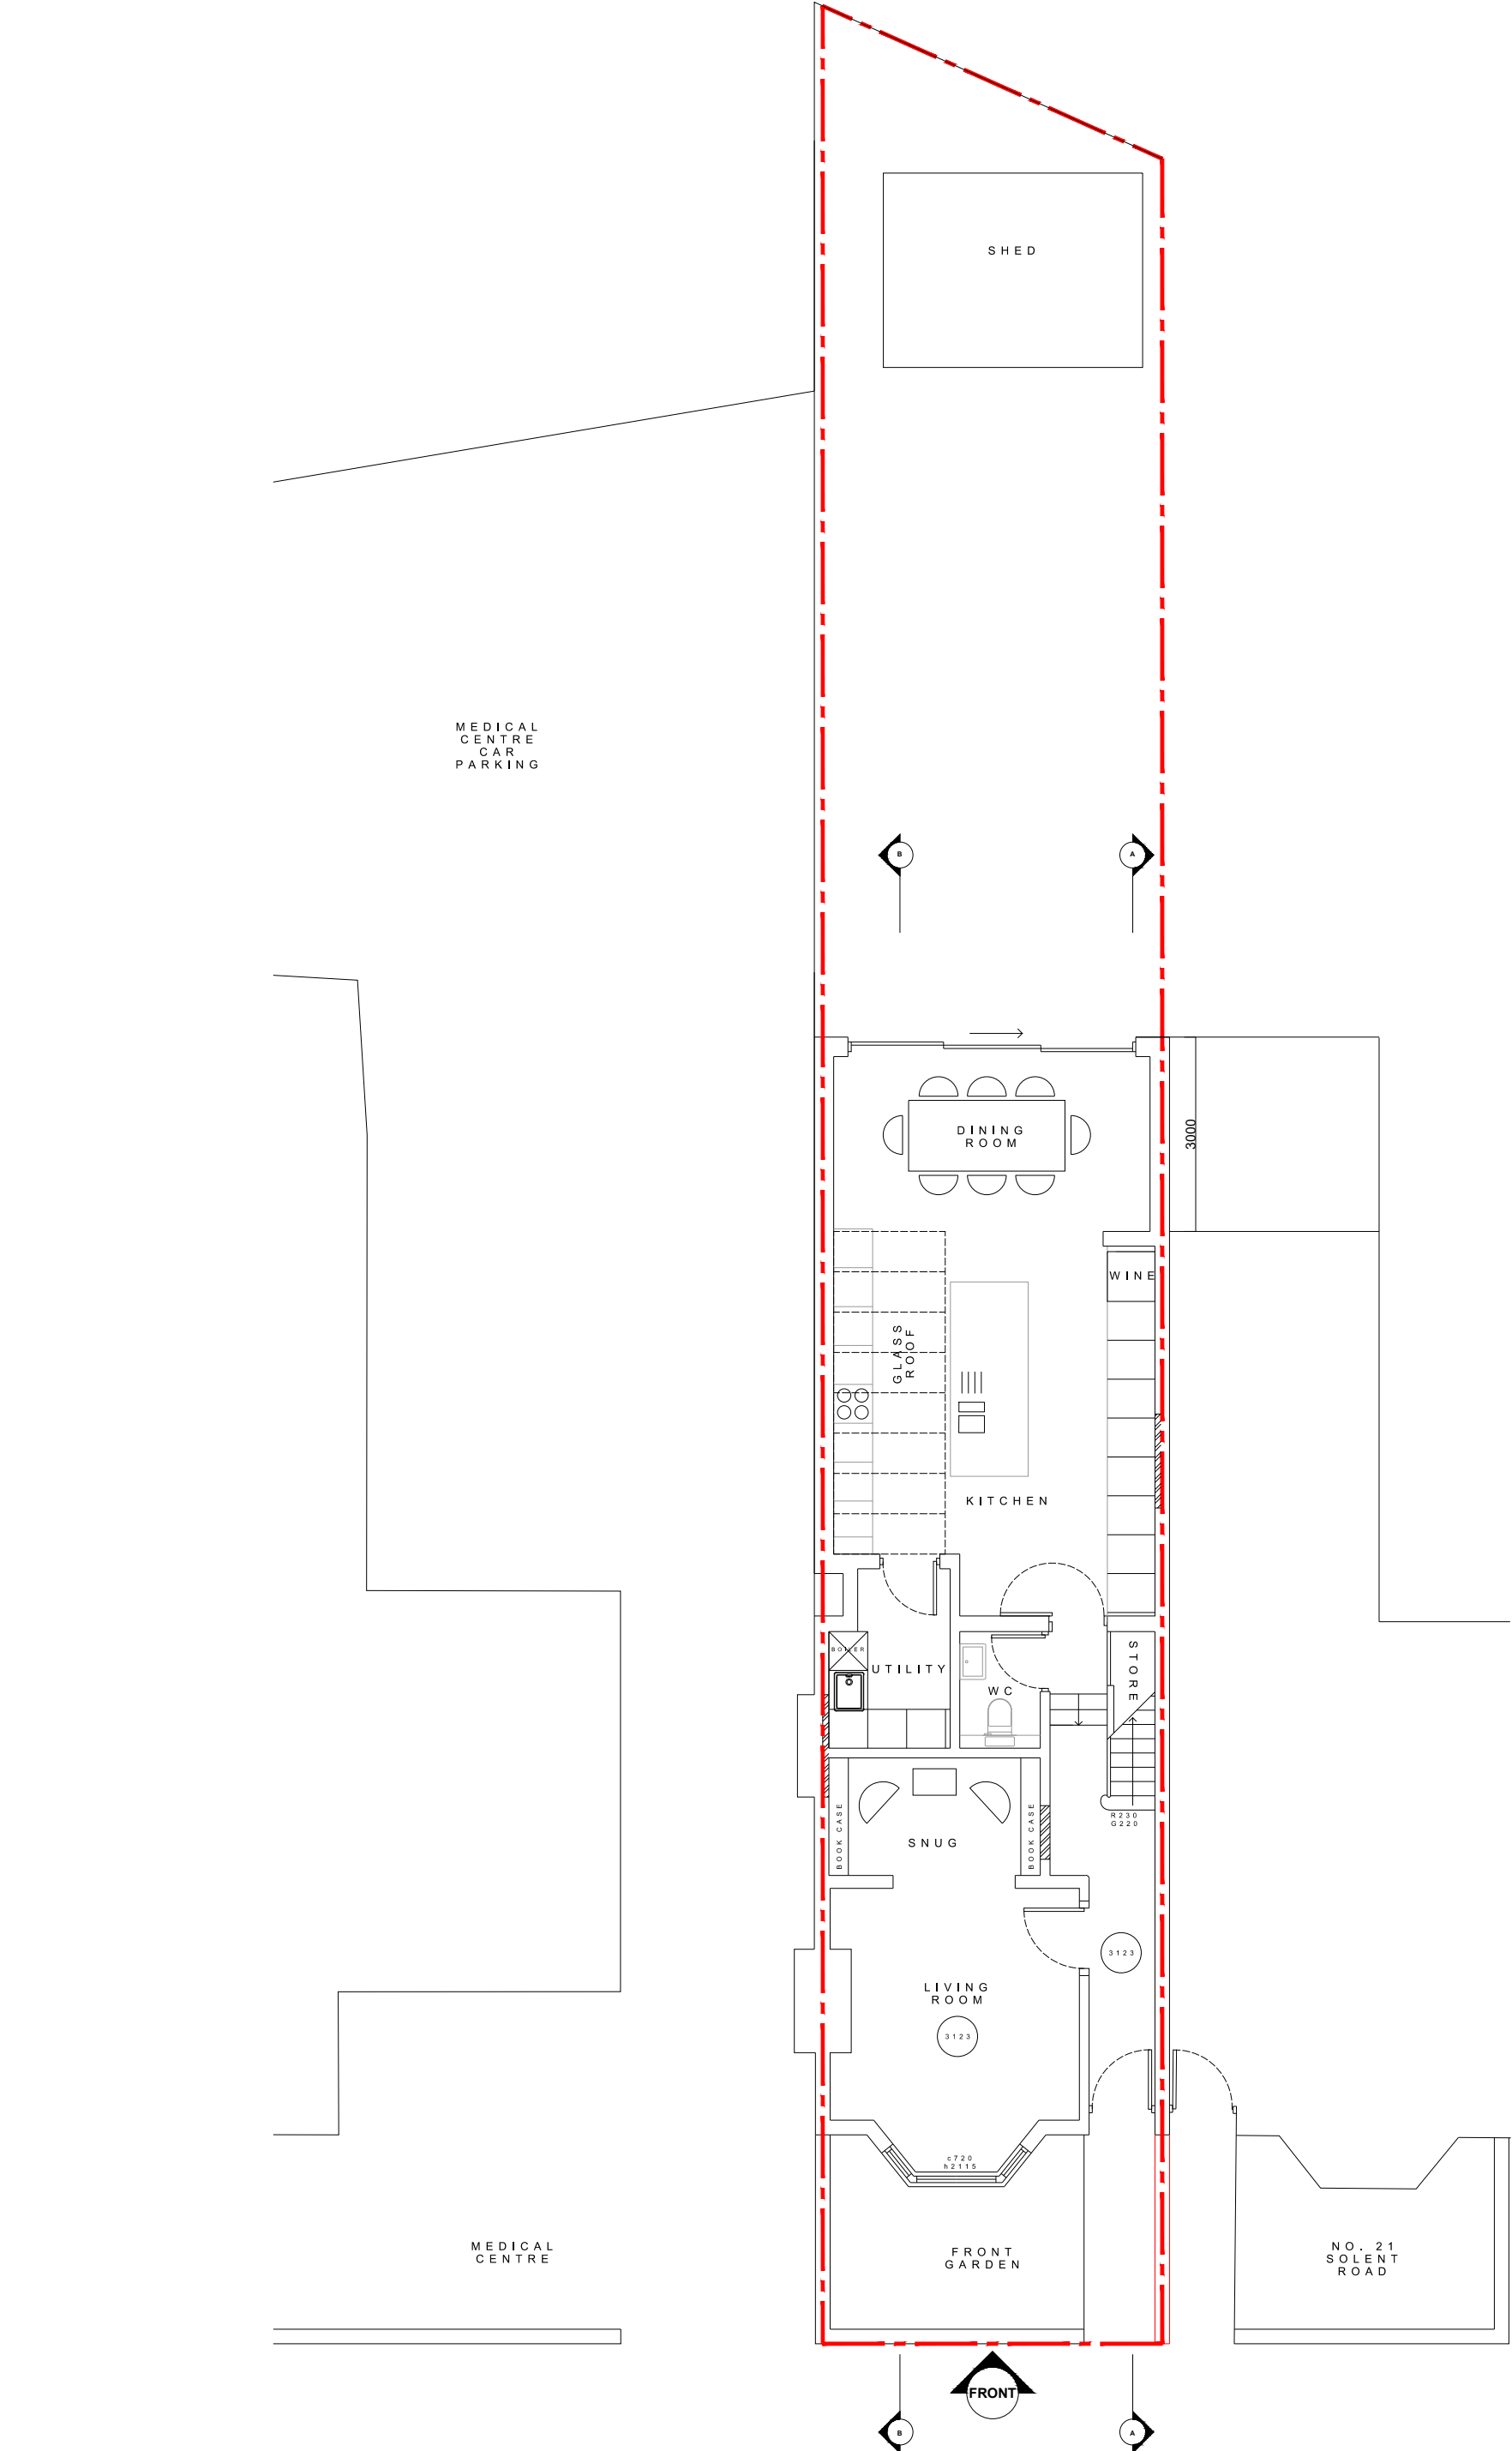 SHED
MEDICAL
CENTRE
CAR
PARKING
B
A
DINING
ROOM
3000
WINE
GLASS
ROOF
KITCHEN
BOILER
UTILITY
WC
STORE
R230
G220
BOOK CASE
SNUG
BOOK CASE
3123
LIVING
ROOM
3123
c720
h2115
MEDICAL
CENTRE
FRONT
GARDEN
NO. 21
SOLENT
ROAD
FRONT
B
A